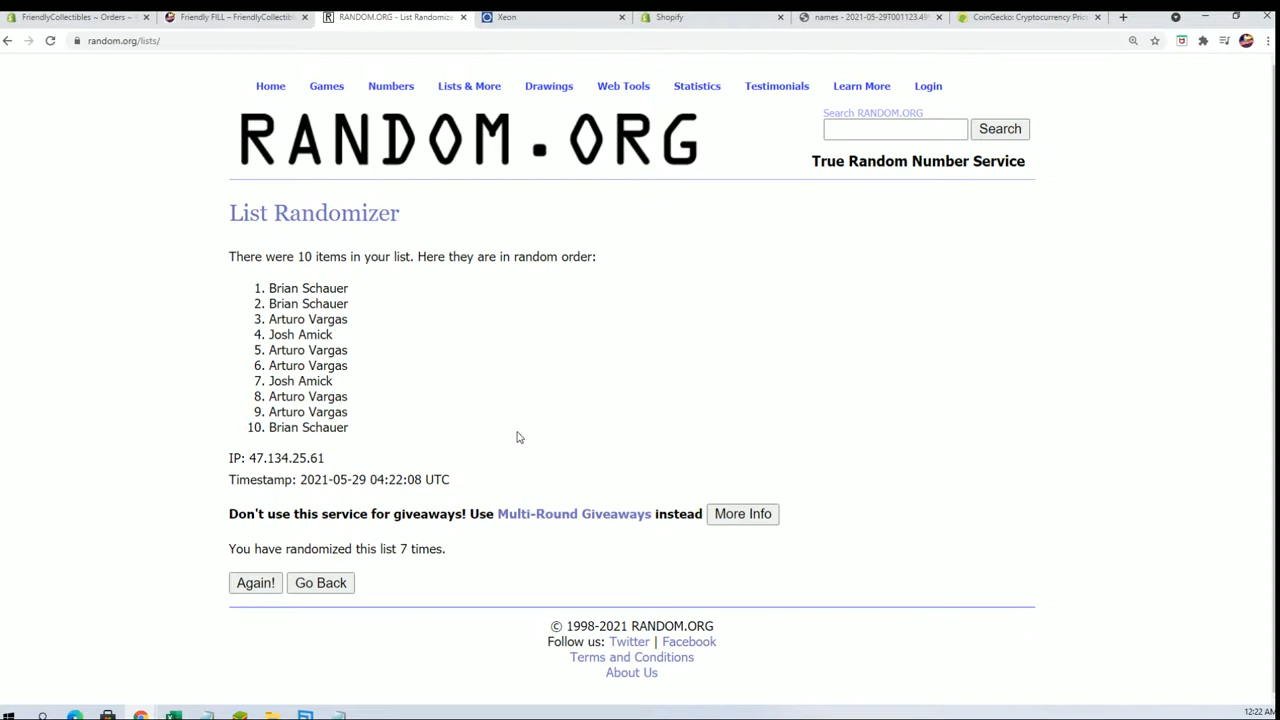 FriendlyCollectibles ~ Orders ~
Friendly FILL – FriendlyCollectib
RANDOM.ORG - List Randomize
Xeon
Shopify
names - 2021-05-29T001123.49
CoinGecko: Cryptocurrency Pric
random.org/lists/
Home Games Numbers Lists & More Drawings Web Tools Statistics Testimonials Learn More Login
RANDOM.ORG
Search RANDOM.ORG
Search
True Random Number Service
List Randomizer
There were 10 items in your list. Here they are in random order:
1. Brian Schauer
2. Brian Schauer
3. Arturo Vargas
4. Josh Amick
5. Arturo Vargas
6. Arturo Vargas
7. Josh Amick
8. Arturo Vargas
9. Arturo Vargas
10. Brian Schauer
IP: 47.134.25.61
Timestamp: 2021-05-29 04:22:08 UTC
Don't use this service for giveaways! Use Multi-Round Giveaways instead More Info
You have randomized this list 7 times.
Again! Go Back
© 1998-2021 RANDOM.ORG
Follow us: Twitter | Facebook
Terms and Conditions
About Us
12:22 AM